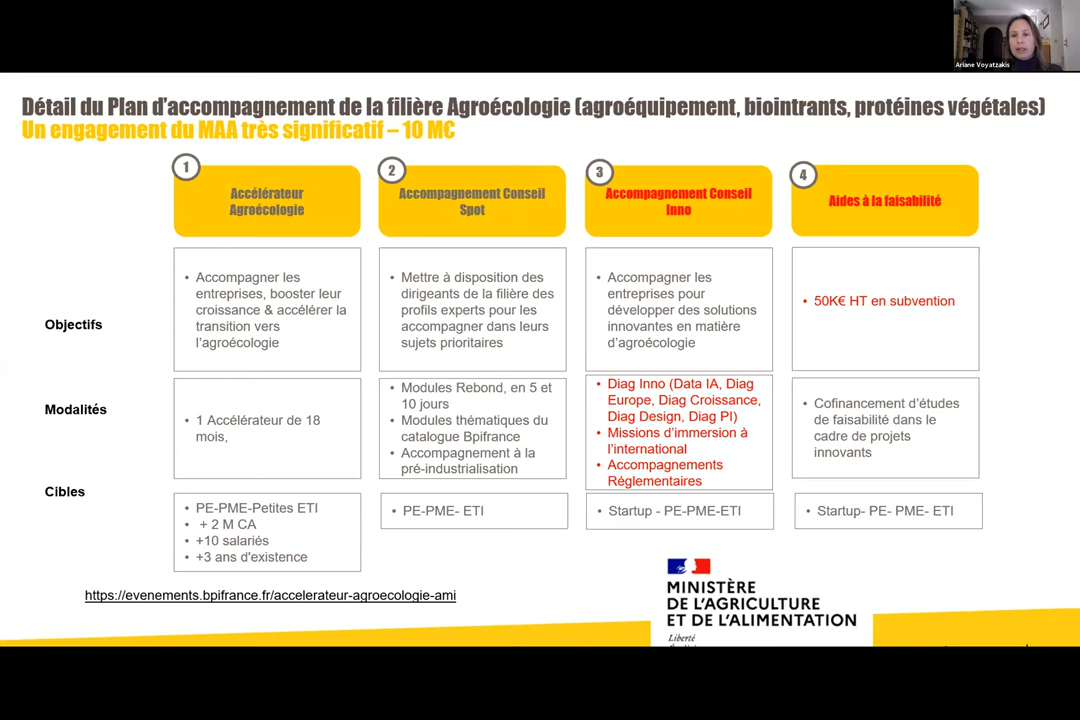 Ariane Voyatzakis
Détail du Plan d'accompagnement de la filière Agroécologie (agroéquipement, biointrants, protéines végétales)
Un engagement du MAA très significatif – 10 M€
1
Accélérateur
Agroécologie
2
Accompagnement Conseil
Spot
3
Accompagnement Conseil
Inno
4
Aides à la faisabilité
Objectifs
• Accompagner les
entreprises, booster leur
croissance & accélérer la
transition vers
l'agroécologie
• Mettre à disposition des
dirigeants de la filière des
profils experts pour les
accompagner dans leurs
sujets prioritaires
• Accompagner les
entreprises pour
développer des solutions
innovantes en matière
d'agroécologie
• 50K€ HT en subvention
Modalités
• 1 Accélérateur de 18
mois,
• Modules Rebond, en 5 et
10 jours
• Modules thématiques du
catalogue Bpifrance
• Accompagnement à la
pré-industrialisation
• Diag Inno (Data IA, Diag
Europe, Diag Croissance,
Diag Design, Diag PI)
• Missions d'immersion à
l'international
• Accompagnements
Réglementaires
• Cofinancement d'études
de faisabilité dans le
cadre de projets
innovants
Cibles
• PE-PME-Petites ETI
• + 2 M CA
• +10 salariés
• +3 ans d'existence
• PE-PME- ETI
• Startup - PE-PME-ETI
• Startup- PE- PME- ETI
https://evenements.bpifrance.fr/accelerateur-agroecologie-ami
MINISTÈRE
DE L'AGRICULTURE
ET DE L'ALIMENTATION
Liberté